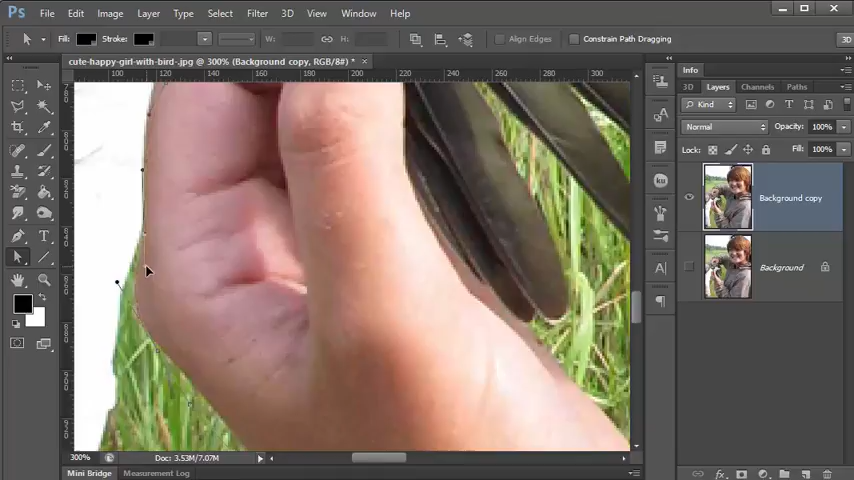 Ps File Edit Image Layer Type Select Filter 3D View Window Help
Fill: Stroke: W: H: Align Edges Constrain Path Dragging 3D
cute-happy-girl-with-bird-.jpg @ 300% (Background copy, RGB/8#) *
100 120 140 160 180 200 220 240 260 280 300
Info
3D Layers Channels Paths
Kind
Normal Opacity: 100%
Lock: Fill: 100%
Background copy
Background
300% Doc: 3.53M/7.07M
Mini Bridge Measurement Log